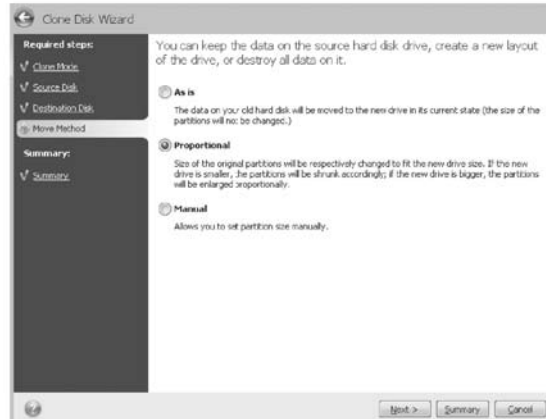 Clone Disk Wizard
Required steps:
Clone Mode
Source Disk
Destination Disk
Move Method
Summary:
Summary
You can keep the data on the source hard disk drive, create a new layout
of the drive, or destroy all data on it.
As is
The data on your old hard disk will be moved to the new drive in its current state (the size of the
partitions will not be changed.)
Proportional
Size of the original partitions will be respectively changed to fit the new drive size. If the new
drive is smaller, the partitions will be shrunk accordingly; if the new drive is bigger, the partitions
will be enlarged proportionally.
Manual
Allows you to set partition size manually.
Next >
Summary
Cancel